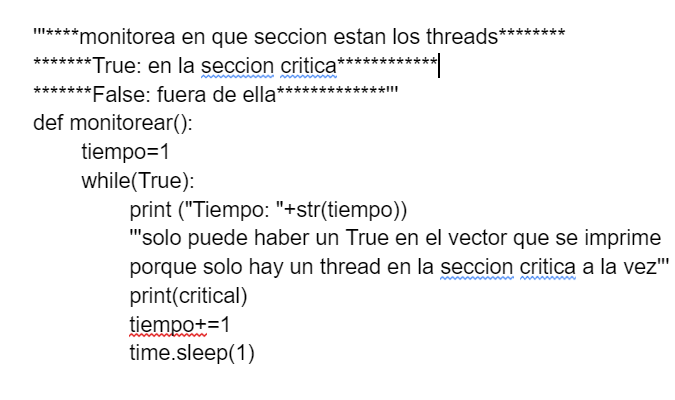 '''****monitorea en que seccion estan los threads********
*******True: en la seccion critica************
*******False: fuera de ella*************'''
def monitorear():
tiempo=1
while(True):
print ("Tiempo: "+str(tiempo))
'''solo puede haber un True en el vector que se imprime
porque solo hay un thread en la seccion critica a la vez'''
print(critical)
tiempo+=1
time.sleep(1)